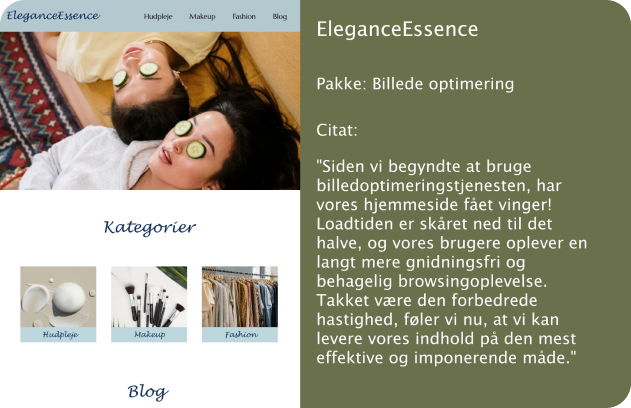 EleganceEssence
Hudpleje Makeup Fashion Blog
Kategorier
Hudpleje Makeup Fashion
Blog
EleganceEssence
Pakke: Billede optimering
Citat:
"Siden vi begyndte at bruge
billedoptimeringstjenesten, har
vores hjemmeside fået vinger!
Loadtiden er skåret ned til det
halve, og vores brugere oplever en
langt mere gnidningsfri og
behagelig browsingoplevelse.
Takket være den forbedrede
hastighed, føler vi nu, at vi kan
levere vores indhold på den mest
effektive og imponerende måde."